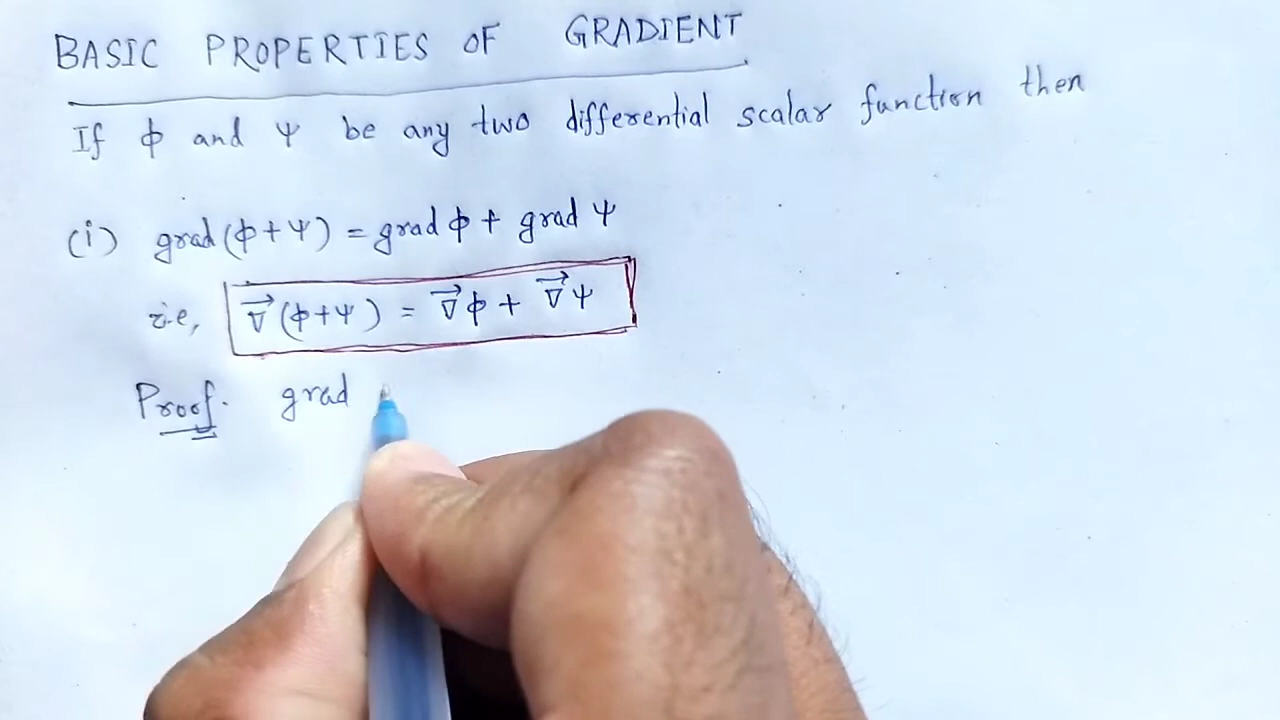 BASIC PROPERTIES OF GRADIENT
If ϕ and ψ be any two differential scalar function then
(i) grad(ϕ+ψ) = grad ϕ + grad ψ
i.e, ∇⃗(ϕ+ψ) = ∇⃗ϕ + ∇⃗ψ
Proof. grad